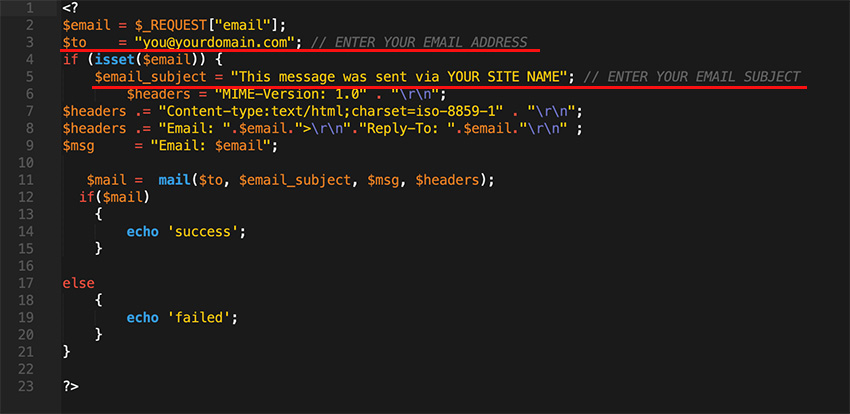 1 <?
2 $email = $_REQUEST["email"];
3 $to    = "you@yourdomain.com"; // ENTER YOUR EMAIL ADDRESS
4 if (isset($email)) {
5     $email_subject = "This message was sent via YOUR SITE NAME"; // ENTER YOUR EMAIL SUBJECT
6         $headers = "MIME-Version: 1.0" . "\r\n";
7 $headers .= "Content-type:text/html;charset=iso-8859-1" . "\r\n";
8 $headers .= "Email: ".$email.">\r\n"."Reply-To: ".$email."\r\n" ;
9 $msg     = "Email: $email";
10
11    $mail =  mail($to, $email_subject, $msg, $headers);
12   if($mail)
13     {
14         echo 'success';
15     }
16
17 else
18     {
19         echo 'failed';
20     }
21 }
22
23 ?>